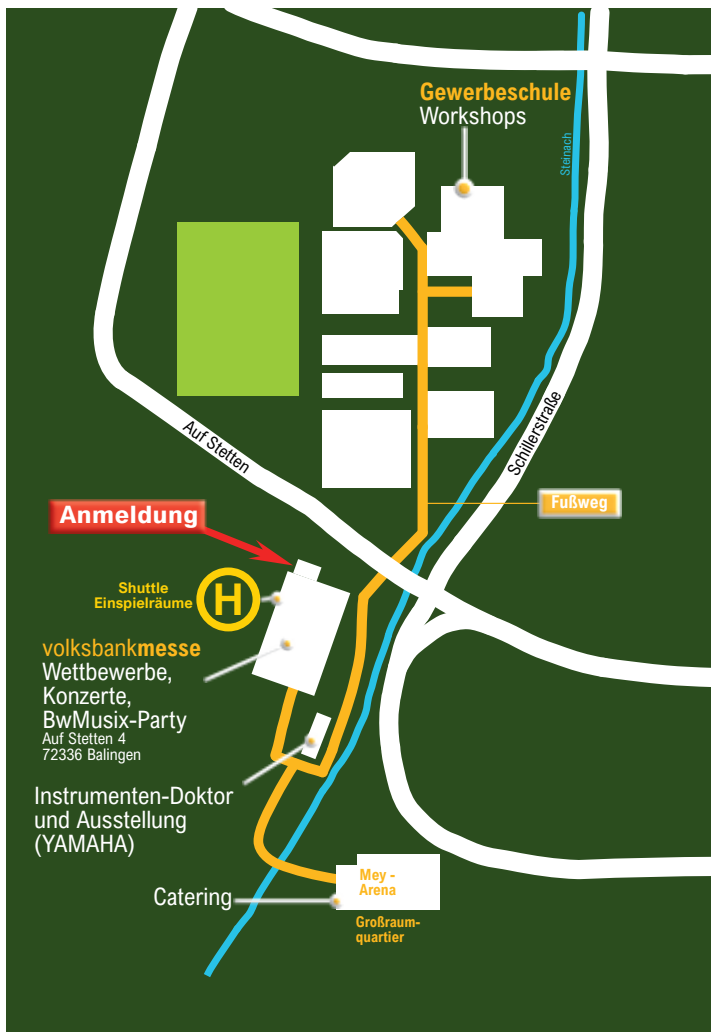 Gewerbeschule
Workshops
Steinach
Schillerstraße
Auf Stetten
Fußweg
Anmeldung
Shuttle
Einspielräume
H
volksbankmesse
Wettbewerbe,
Konzerte,
BwMusix-Party
Auf Stetten 4
72336 Balingen
Instrumenten-Doktor
und Ausstellung
(YAMAHA)
Mey -
Arena
Catering
Großraum-
quartier